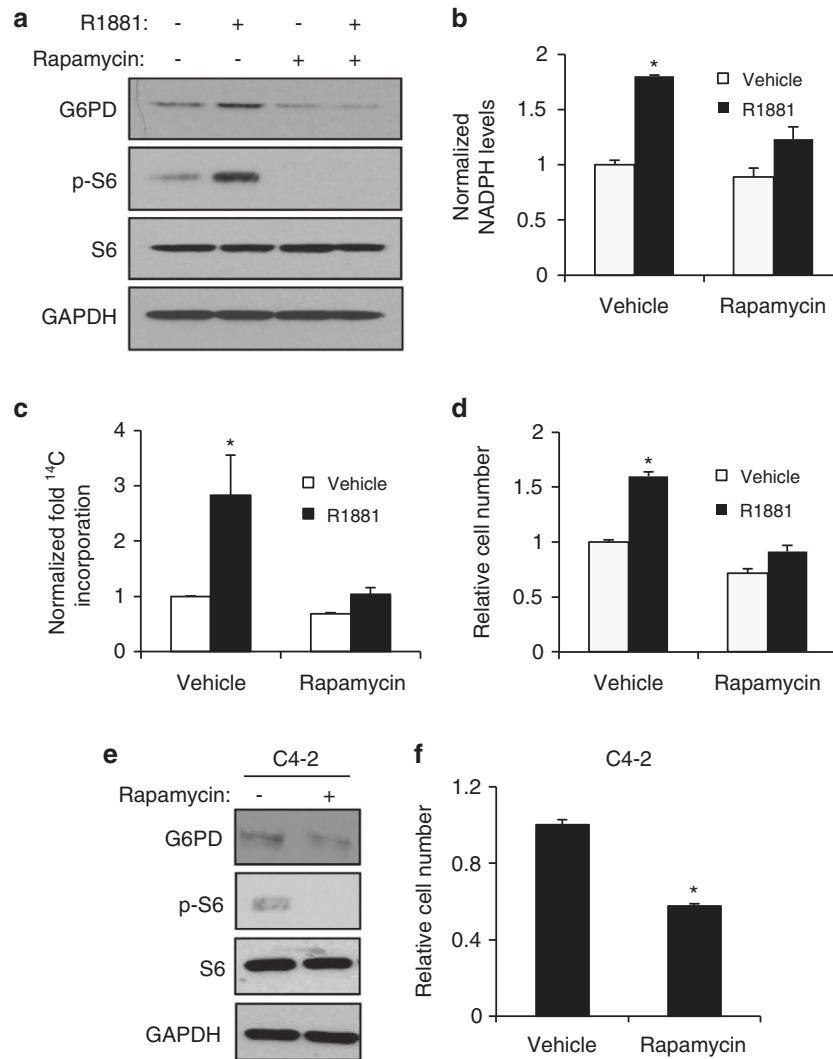 a
R1881: - + - +
Rapamycin: - - + +
G6PD
p-S6
S6
GAPDH
b
Normalized
NADPH levels
2
1.5
1
0.5
0
*
Vehicle
R1881
Vehicle Rapamycin
c
Normalized fold 14C
incorporation
4
3
2
1
0
*
Vehicle
R1881
Vehicle Rapamycin
d
Relative cell number
2
1.5
1
0.5
0
*
Vehicle
R1881
Vehicle Rapamycin
e
C4-2
Rapamycin: - +
G6PD
p-S6
S6
GAPDH
f
C4-2
Relative cell number
1.2
0.8
0.4
0
*
Vehicle Rapamycin